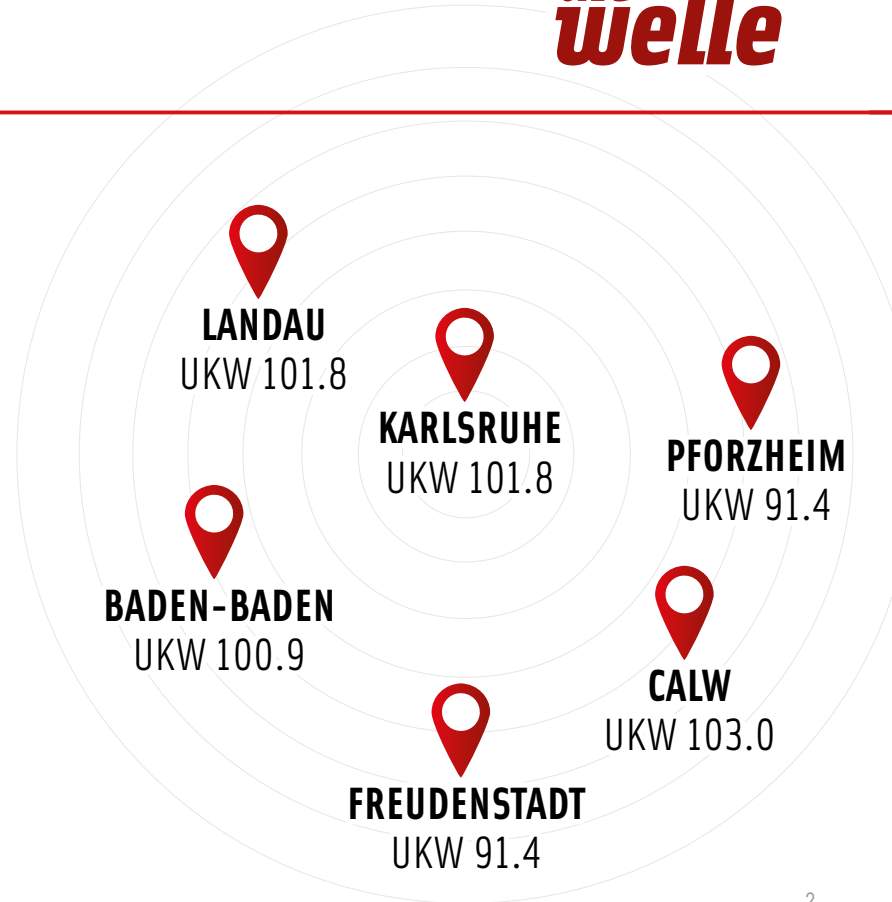 welle
LANDAU
UKW 101.8
KARLSRUHE
UKW 101.8
PFORZHEIM
UKW 91.4
BADEN-BADEN
UKW 100.9
CALW
UKW 103.0
FREUDENSTADT
UKW 91.4
2